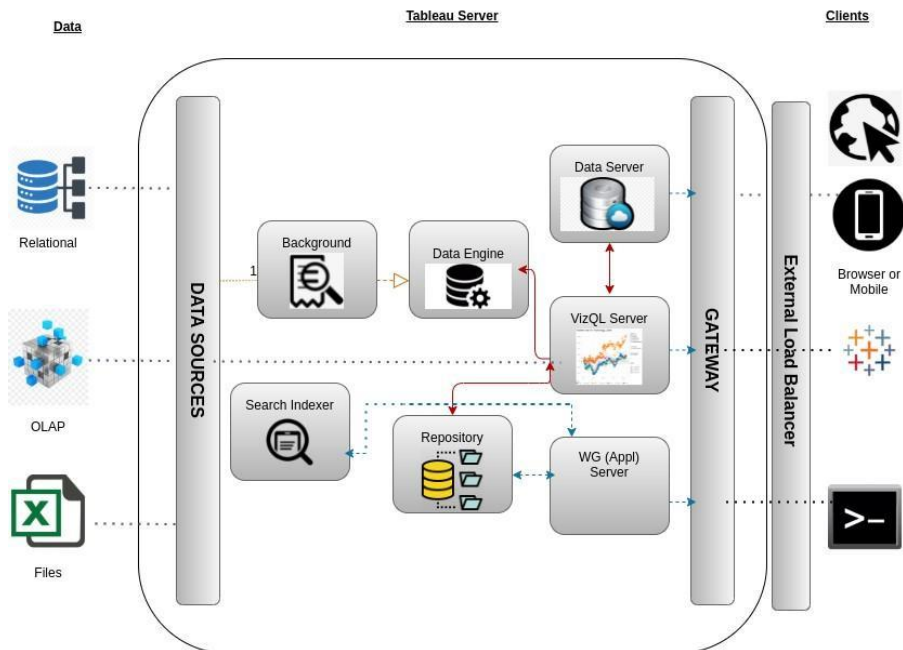 Data
Tableau Server
Clients
Relational
OLAP
Files
DATA SOURCES
1
Background
Data Engine
Data Server
VizQL Server
Search Indexer
Repository
WG (Appl)
Server
GATEWAY
External Load Balancer
Browser or
Mobile
X
>-